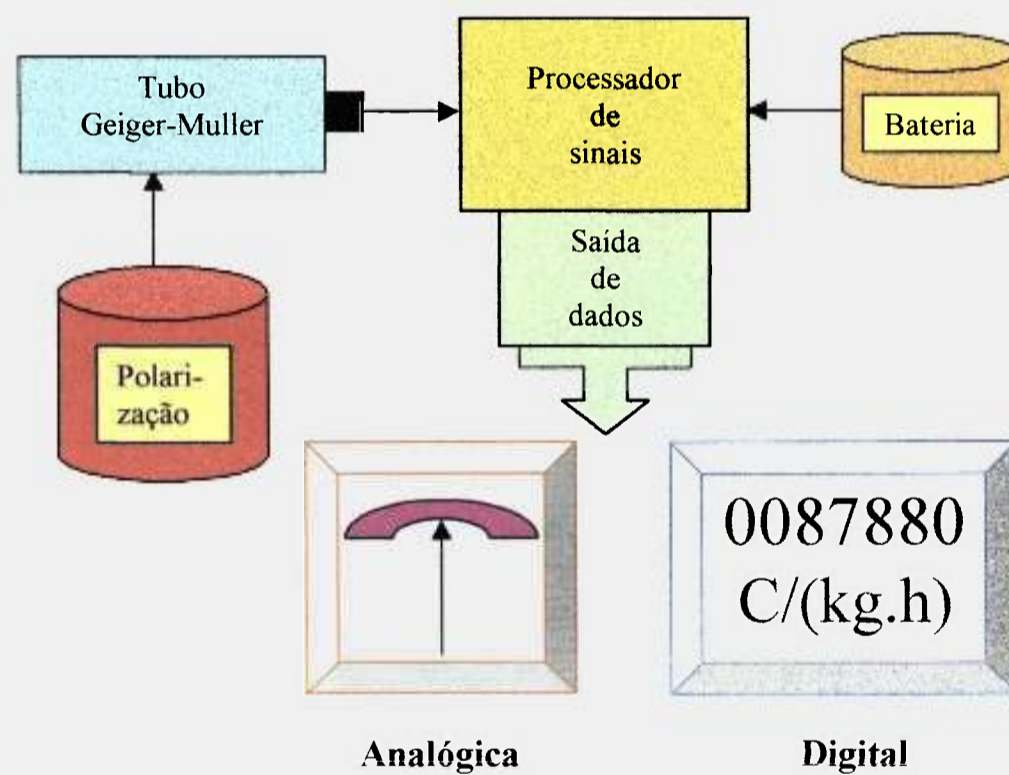 Tubo
Geiger-Muller
Processador
de
sinais
Bateria
Saída
de
dados
Polari-
zação
0087880
C/(kg.h)
Analógica
Digital